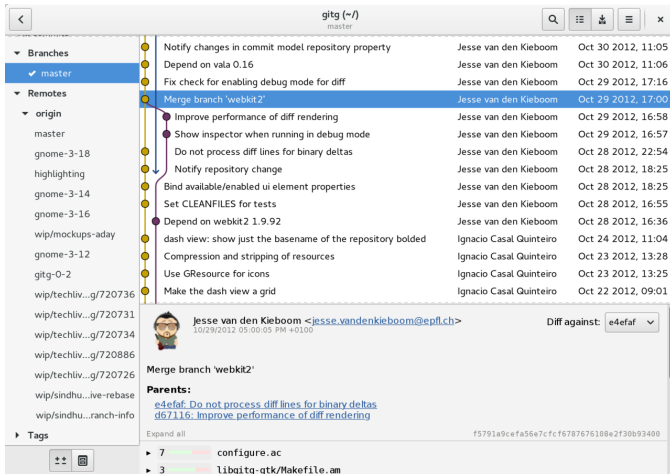 gitg (~/)
master
Branches
master
Remotes
origin
master
gnome-3-18
highlighting
gnome-3-14
gnome-3-16
wip/mockups-aday
gnome-3-12
gitg-0-2
wip/techliv...g/720736
wip/techliv...g/720731
wip/techliv...g/720734
wip/techliv...g/720886
wip/techliv...g/720726
wip/sindhu...ive-rebase
wip/sindhu...ranch-info
Tags
Notify changes in commit model repository property Jesse van den Kieboom Oct 30 2012, 11:05
Depend on vala 0.16 Jesse van den Kieboom Oct 30 2012, 11:06
Fix check for enabling debug mode for diff Jesse van den Kieboom Oct 29 2012, 17:16
Merge branch 'webkit2' Jesse van den Kieboom Oct 29 2012, 17:00
Improve performance of diff rendering Jesse van den Kieboom Oct 29 2012, 16:58
Show inspector when running in debug mode Jesse van den Kieboom Oct 29 2012, 16:57
Do not process diff lines for binary deltas Jesse van den Kieboom Oct 28 2012, 22:54
Notify repository change Jesse van den Kieboom Oct 28 2012, 18:25
Bind available/enabled ui element properties Jesse van den Kieboom Oct 28 2012, 18:25
Set CLEANFILES for tests Jesse van den Kieboom Oct 28 2012, 16:55
Depend on webkit2 1.9.92 Jesse van den Kieboom Oct 28 2012, 16:36
dash view: show just the basename of the repository bolded Ignacio Casal Quinteiro Oct 24 2012, 11:04
Compression and stripping of resources Ignacio Casal Quinteiro Oct 23 2012, 13:28
Use GResource for icons Ignacio Casal Quinteiro Oct 23 2012, 13:25
Make the dash view a grid Ignacio Casal Quinteiro Oct 22 2012, 09:01
Jesse van den Kieboom <jesse.vandenkieboom@epfl.ch> Diff against: e4efaf
10/29/2012 05:00:05 PM +0100
Merge branch 'webkit2'
Parents:
e4efaf: Do not process diff lines for binary deltas
d67116: Improve performance of diff rendering
Expand all
7 configure.ac
3 libgitg-gtk/Makefile.am